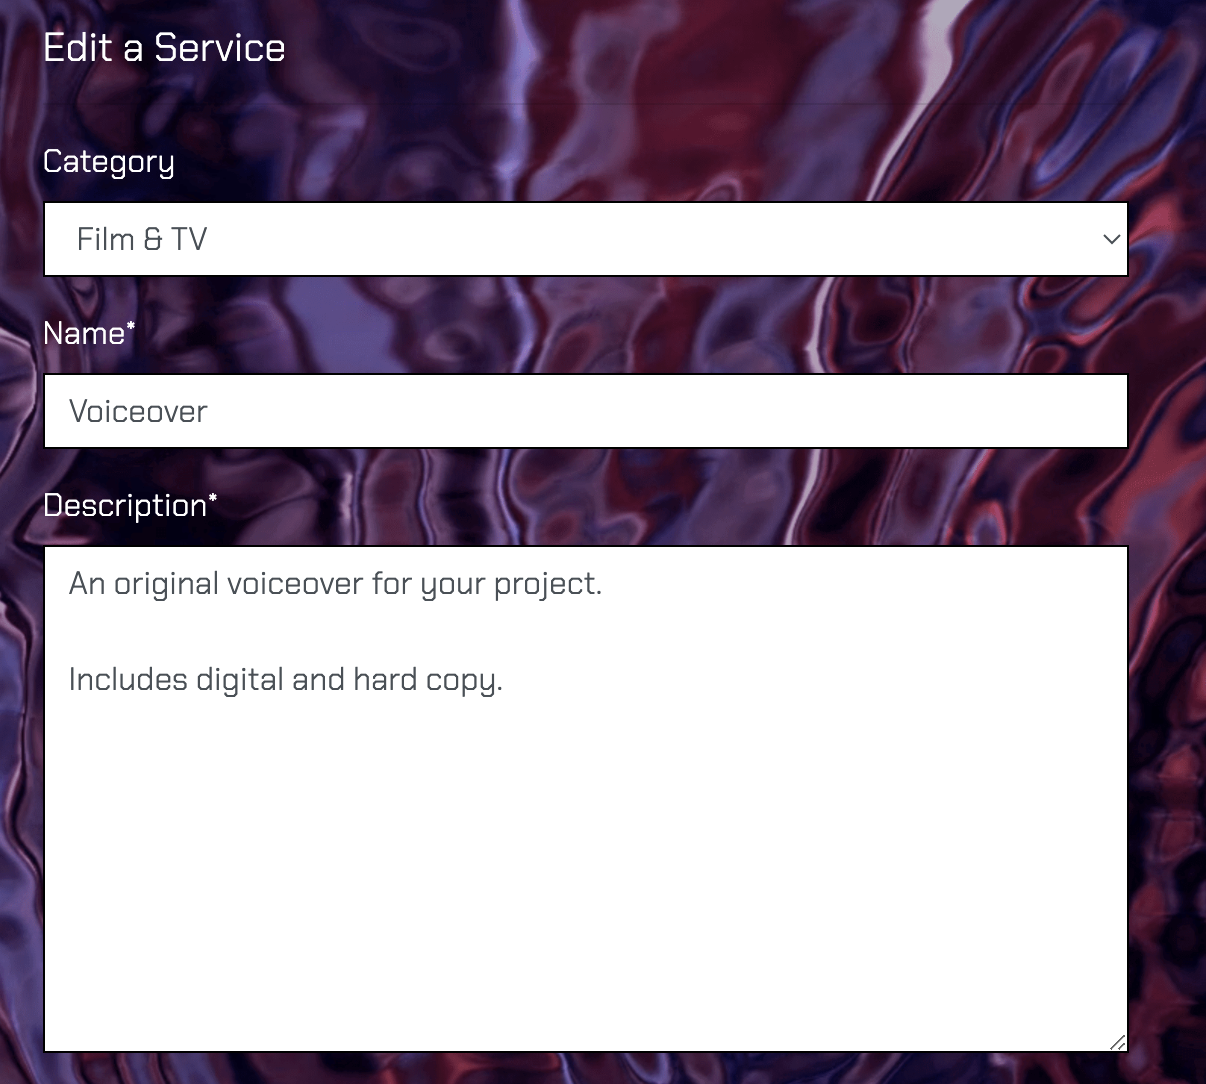 Edit a Service
Category
Film & TV
Name*
Voiceover
Description*
An original voiceover for your project.
Includes digital and hard copy.